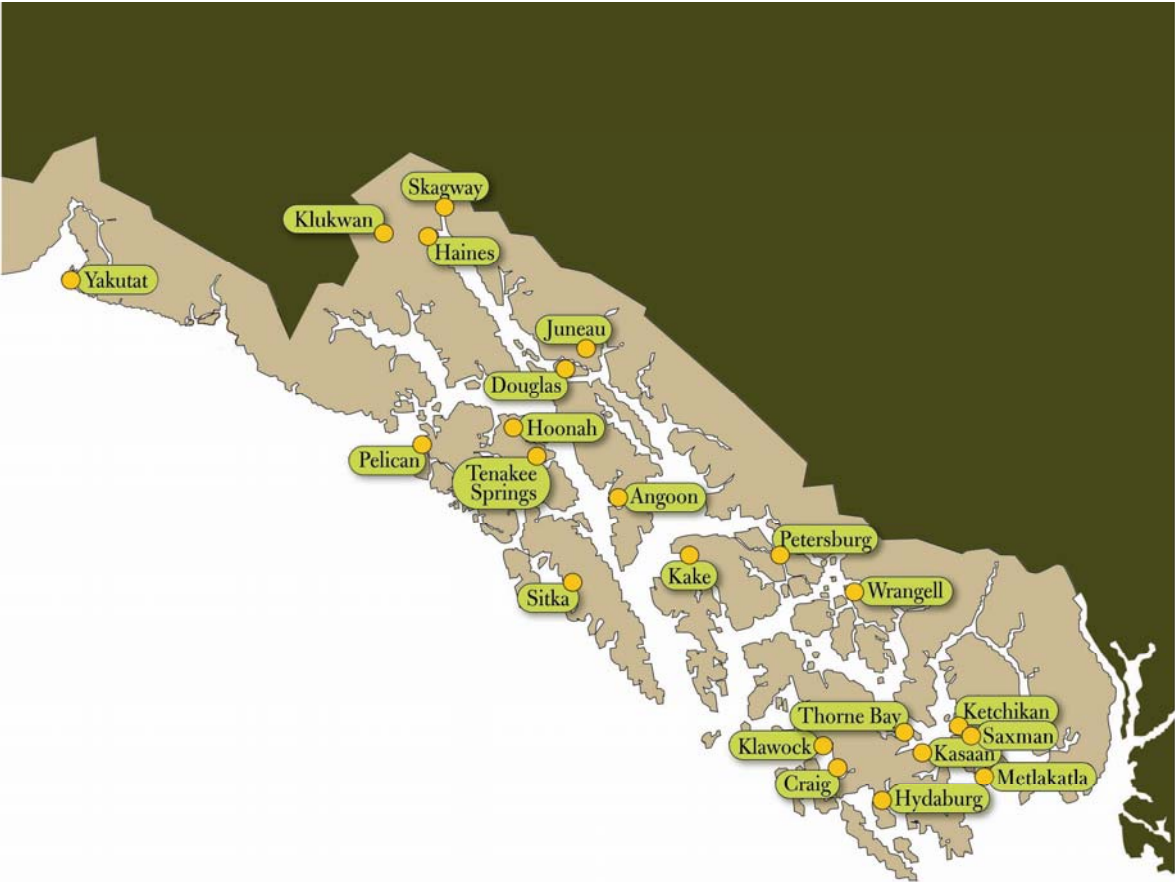 Skagway
Klukwan
Haines
Yakutat
Juneau
Douglas
Hoonah
Pelican
Tenakee
Springs
Angoon
Petersburg
Kake
Wrangell
Sitka
Ketchikan
Thorne Bay
Saxman
Klawock
Kasaan
Metlakatla
Craig
Hydaburg